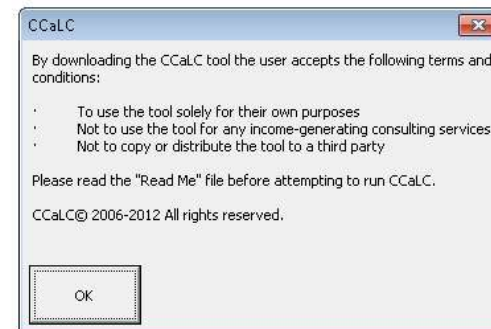 CCaLC
By downloading the CCaLC tool the user accepts the following terms and
conditions:
· To use the tool solely for their own purposes
· Not to use the tool for any income-generating consulting services
· Not to copy or distribute the tool to a third party
Please read the "Read Me" file before attempting to run CCaLC.
CCaLC© 2006-2012 All rights reserved.
OK